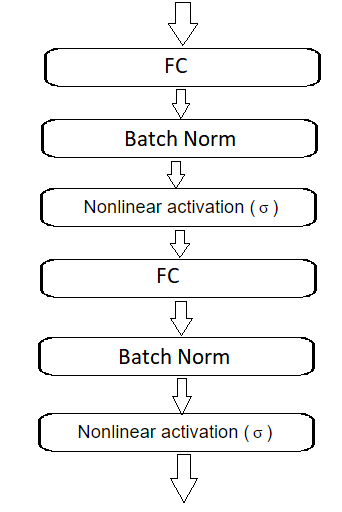 FC
Batch Norm
Nonlinear activation ( σ )
FC
Batch Norm
Nonlinear activation ( σ )